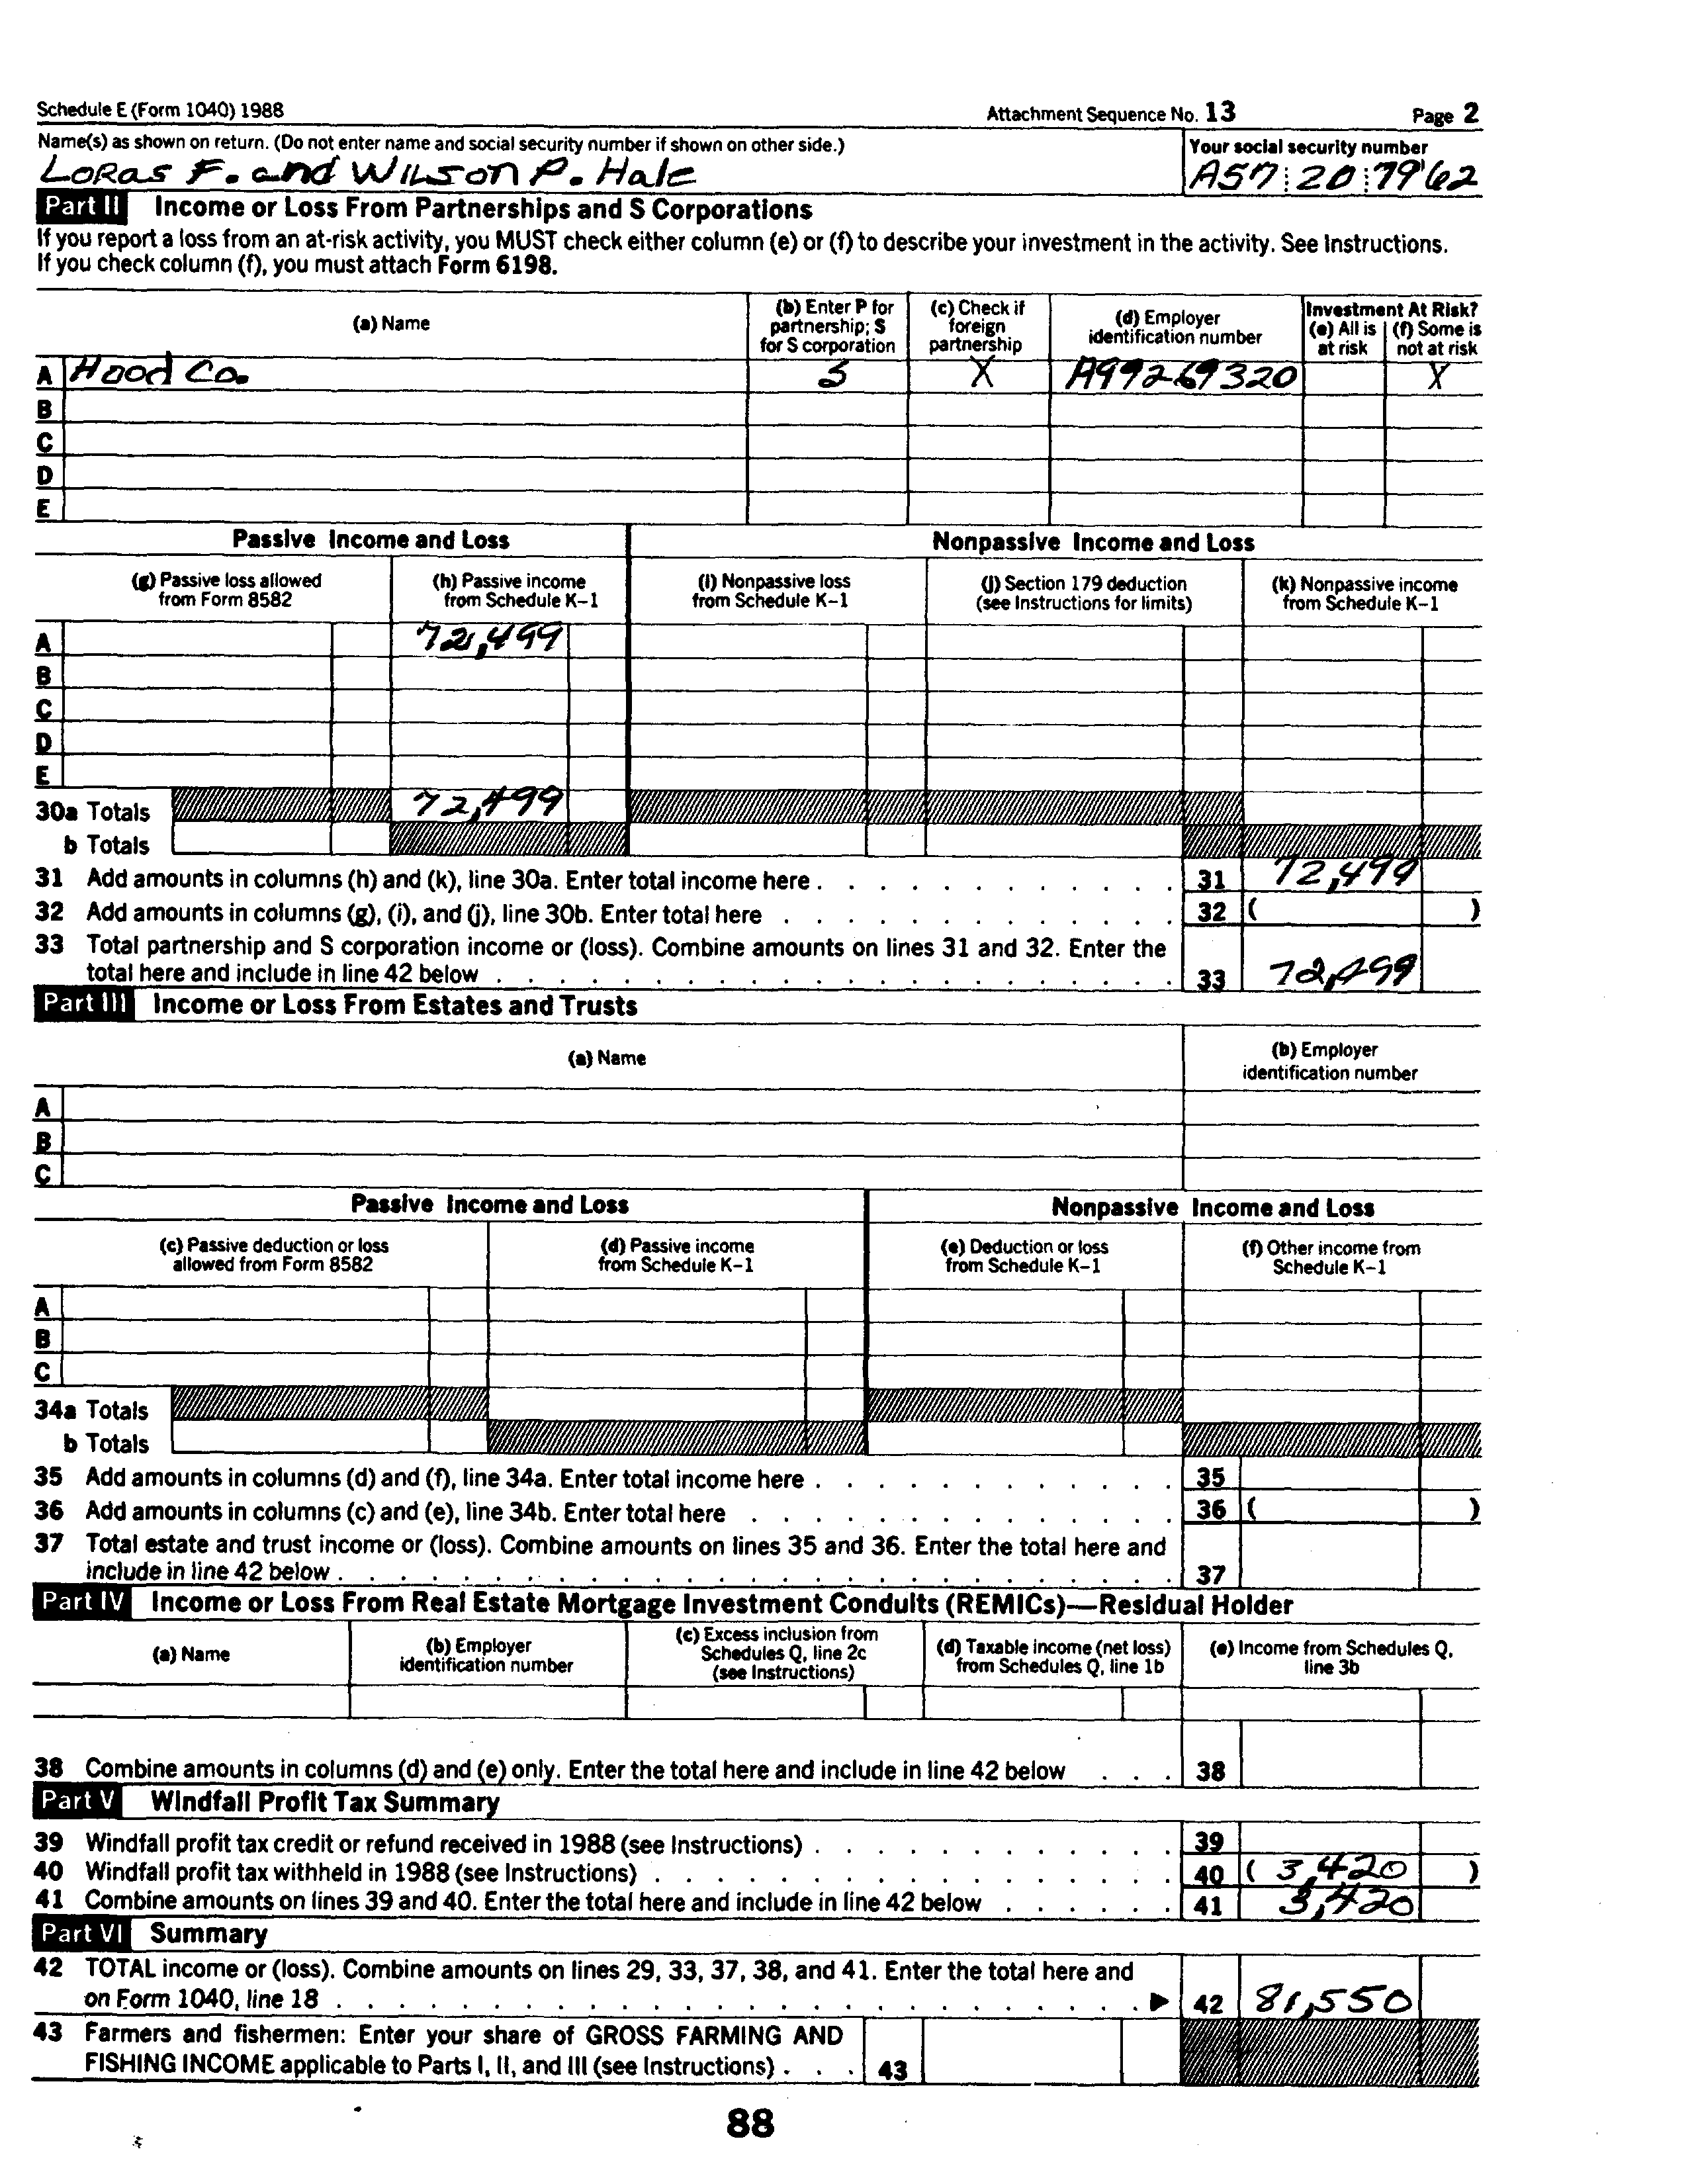 Schedule E (Form 1040) 1988 Attachment Sequence No. 13 Page 2
Name(s) as shown on return. (Do not enter name and social security number if shown on other side.) Your social security number
LORas F. and WILSON P. Hale A57 20 7962
Part II Income or Loss From Partnerships and S Corporations
If you report a loss from an at-risk activity, you MUST check either column (e) or (f) to describe your investment in the activity. See Instructions.
If you check column (f), you must attach Form 6198.
(a) Name (b) Enter P for partnership; S for S corporation (c) Check if foreign partnership (d) Employer identification number Investment At Risk? (e) All is at risk (f) Some is not at risk
A Hood Co. S X A99269320 X
B
C
D
E
Passive Income and Loss Nonpassive Income and Loss
(g) Passive loss allowed from Form 8582 (h) Passive income from Schedule K–1 (i) Nonpassive loss from Schedule K–1 (j) Section 179 deduction (see Instructions for limits) (k) Nonpassive income from Schedule K–1
A 72,499
B
C
D
E
30a Totals 72,499
b Totals
31 Add amounts in columns (h) and (k), line 30a. Enter total income here . 31 72,499
32 Add amounts in columns (g), (i), and (j), line 30b. Enter total here 32 ( )
33 Total partnership and S corporation income or (loss). Combine amounts on lines 31 and 32. Enter the
total here and include in line 42 below 33 72,499
Part III Income or Loss From Estates and Trusts
(a) Name (b) Employer identification number
A
B
C
Passive Income and Loss Nonpassive Income and Loss
(c) Passive deduction or loss allowed from Form 8582 (d) Passive income from Schedule K–1 (e) Deduction or loss from Schedule K–1 (f) Other income from Schedule K–1
A
B
C
34a Totals
b Totals
35 Add amounts in columns (d) and (f), line 34a. Enter total income here . 35
36 Add amounts in columns (c) and (e), line 34b. Enter total here 36 ( )
37 Total estate and trust income or (loss). Combine amounts on lines 35 and 36. Enter the total here and
include in line 42 below . 37
Part IV Income or Loss From Real Estate Mortgage Investment Conduits (REMICs)—Residual Holder
(a) Name (b) Employer identification number (c) Excess inclusion from Schedules Q, line 2c (see Instructions) (d) Taxable income (net loss) from Schedules Q, line 1b (e) Income from Schedules Q, line 3b
38 Combine amounts in columns (d) and (e) only. Enter the total here and include in line 42 below 38
Part V Windfall Profit Tax Summary
39 Windfall profit tax credit or refund received in 1988 (see Instructions) . 39
40 Windfall profit tax withheld in 1988 (see Instructions) 40 ( 3,420 )
41 Combine amounts on lines 39 and 40. Enter the total here and include in line 42 below 41 3,420
Part VI Summary
42 TOTAL income or (loss). Combine amounts on lines 29, 33, 37, 38, and 41. Enter the total here and
on Form 1040, line 18 ▶ 42 81,550
43 Farmers and fishermen: Enter your share of GROSS FARMING AND
FISHING INCOME applicable to Parts I, II, and III (see Instructions) . 43
88